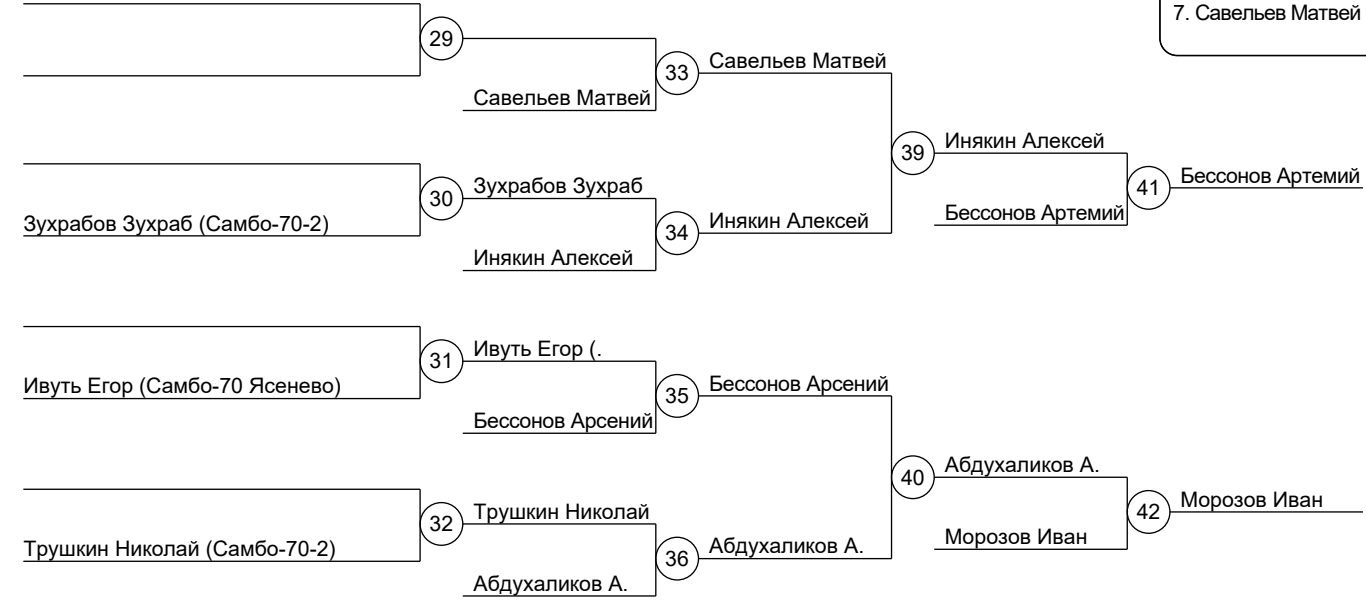 7. Савельев Матвей
29
Савельев Матвей
33
Савельев Матвей
Зухрабов Зухраб (Самбо-70-2)
30
Зухрабов Зухраб
Инякин Алексей
34
Инякин Алексей
39
Инякин Алексей
Бессонов Артемий
41
Бессонов Артемий
Ивуть Егор (Самбо-70 Ясенево)
31
Ивуть Егор (.
Бессонов Арсений
35
Бессонов Арсений
Трушкин Николай (Самбо-70-2)
32
Трушкин Николай
Абдухаликов А.
36
Абдухаликов А.
40
Абдухаликов А.
Морозов Иван
42
Морозов Иван